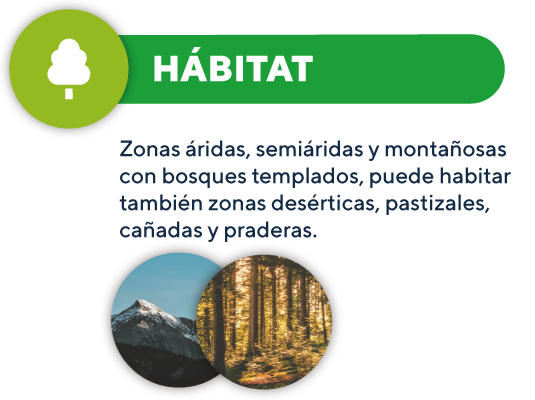 HÁBITAT
Zonas áridas, semiáridas y montañosas
con bosques templados, puede habitar
también zonas desérticas, pastizales,
cañadas y praderas.